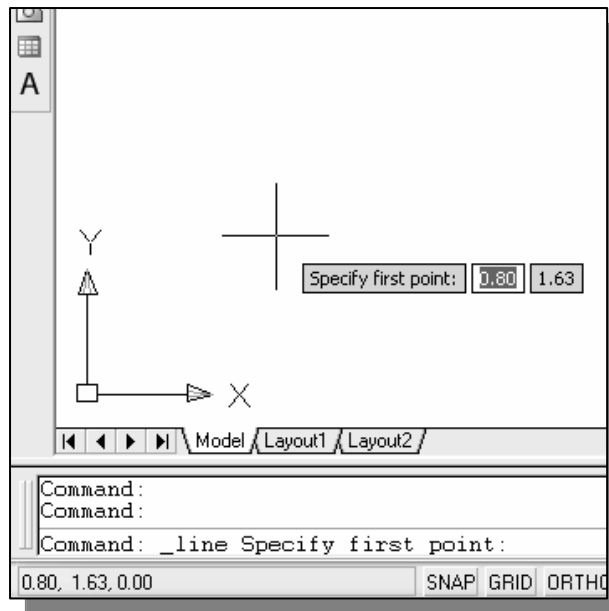 A
Y
Specify first point: 0.80 1.63
X
Model Layout1 Layout2
Command:
Command:
Command: _line Specify first point:
0.80, 1.63, 0.00 SNAP GRID ORTHO